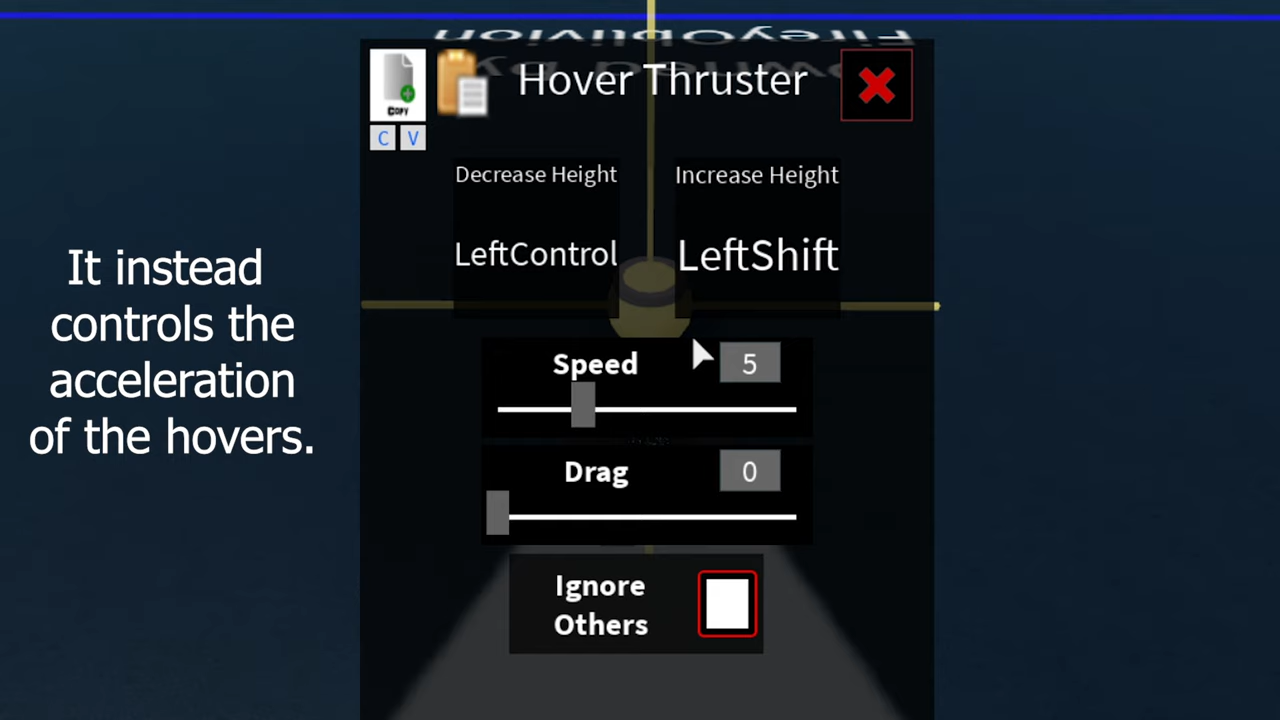 FireyOblivion
Hover Thruster
COPY
C V
Decrease Height
Increase Height
LeftControl
LeftShift
It instead
controls the
acceleration
of the hovers.
Speed 5
Drag 0
Ignore
Others